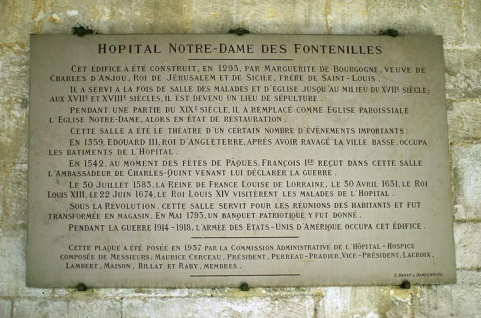 HOPITAL NOTRE-DAME DES FONTENILLES
CET ÉDIFICE A ÉTÉ CONSTRUIT, EN 1293, PAR MARGUERITE DE BOURGOGNE, VEUVE DE
CHARLES D'ANJOU, ROI DE JÉRUSALEM ET DE SICILE, FRÈRE DE SAINT-LOUIS.
IL A SERVI A LA FOIS DE SALLE DES MALADES ET D'ÉGLISE JUSQU'AU MILIEU DU XVIIE SIÈCLE;
AUX XVIIE ET XVIIIE SIÈCLES, IL EST DEVENU UN LIEU DE SÉPULTURE.
PENDANT UNE PARTIE DU XIXE SIÈCLE, IL A REMPLACÉ COMME EGLISE PAROISSIALE
L'EGLISE NOTRE-DAME, ALORS EN ÉTAT DE RESTAURATION.
CETTE SALLE A ÉTÉ LE THÉATRE D'UN CERTAIN NOMBRE D'ÉVÈNEMENTS IMPORTANTS:
EN 1359, EDOUARD III, ROI D'ANGLETERRE, APRÈS AVOIR RAVAGÉ LA VILLE BASSE, OCCUPA
LES BATIMENTS DE L'HOPITAL.
EN 1542, AU MOMENT DES FÊTES DE PÂQUES, FRANÇOIS 1ER REÇUT DANS CETTE SALLE
L'AMBASSADEUR DE CHARLES-QUINT VENANT LUI DÉCLARER LA GUERRE.
LE 30 JUILLET 1583, LA REINE DE FRANCE LOUISE DE LORRAINE, LE 30 AVRIL 1631, LE ROI
LOUIS XIII, LE 22 JUIN 1674, LE ROI LOUIS XIV VISITÈRENT LES MALADES DE L'HOPITAL.
SOUS LA RÉVOLUTION, CETTE SALLE SERVIT POUR LES RÉUNIONS DES HABITANTS ET FUT
TRANSFORMÉE EN MAGASIN. EN MAI 1793, UN BANQUET PATRIOTIQUE Y FUT DONNÉ.
PENDANT LA GUERRE 1914-1918, L'ARMÉE DES ETATS-UNIS D'AMÉRIQUE OCCUPA CET ÉDIFICE.
CETTE PLAQUE A ÉTÉ POSÉE EN 1937 PAR LA COMMISSION ADMINISTRATIVE DE L'HÔPITAL-HOSPICE
COMPOSÉE DE MESSIEURS: MAURICE CERCEAU, PRÉSIDENT, PERREAU-PRADIER, VICE-PRÉSIDENT, LACROIX,
LAMBERT, MAISON, BILLAT ET RABY, MEMBRES.